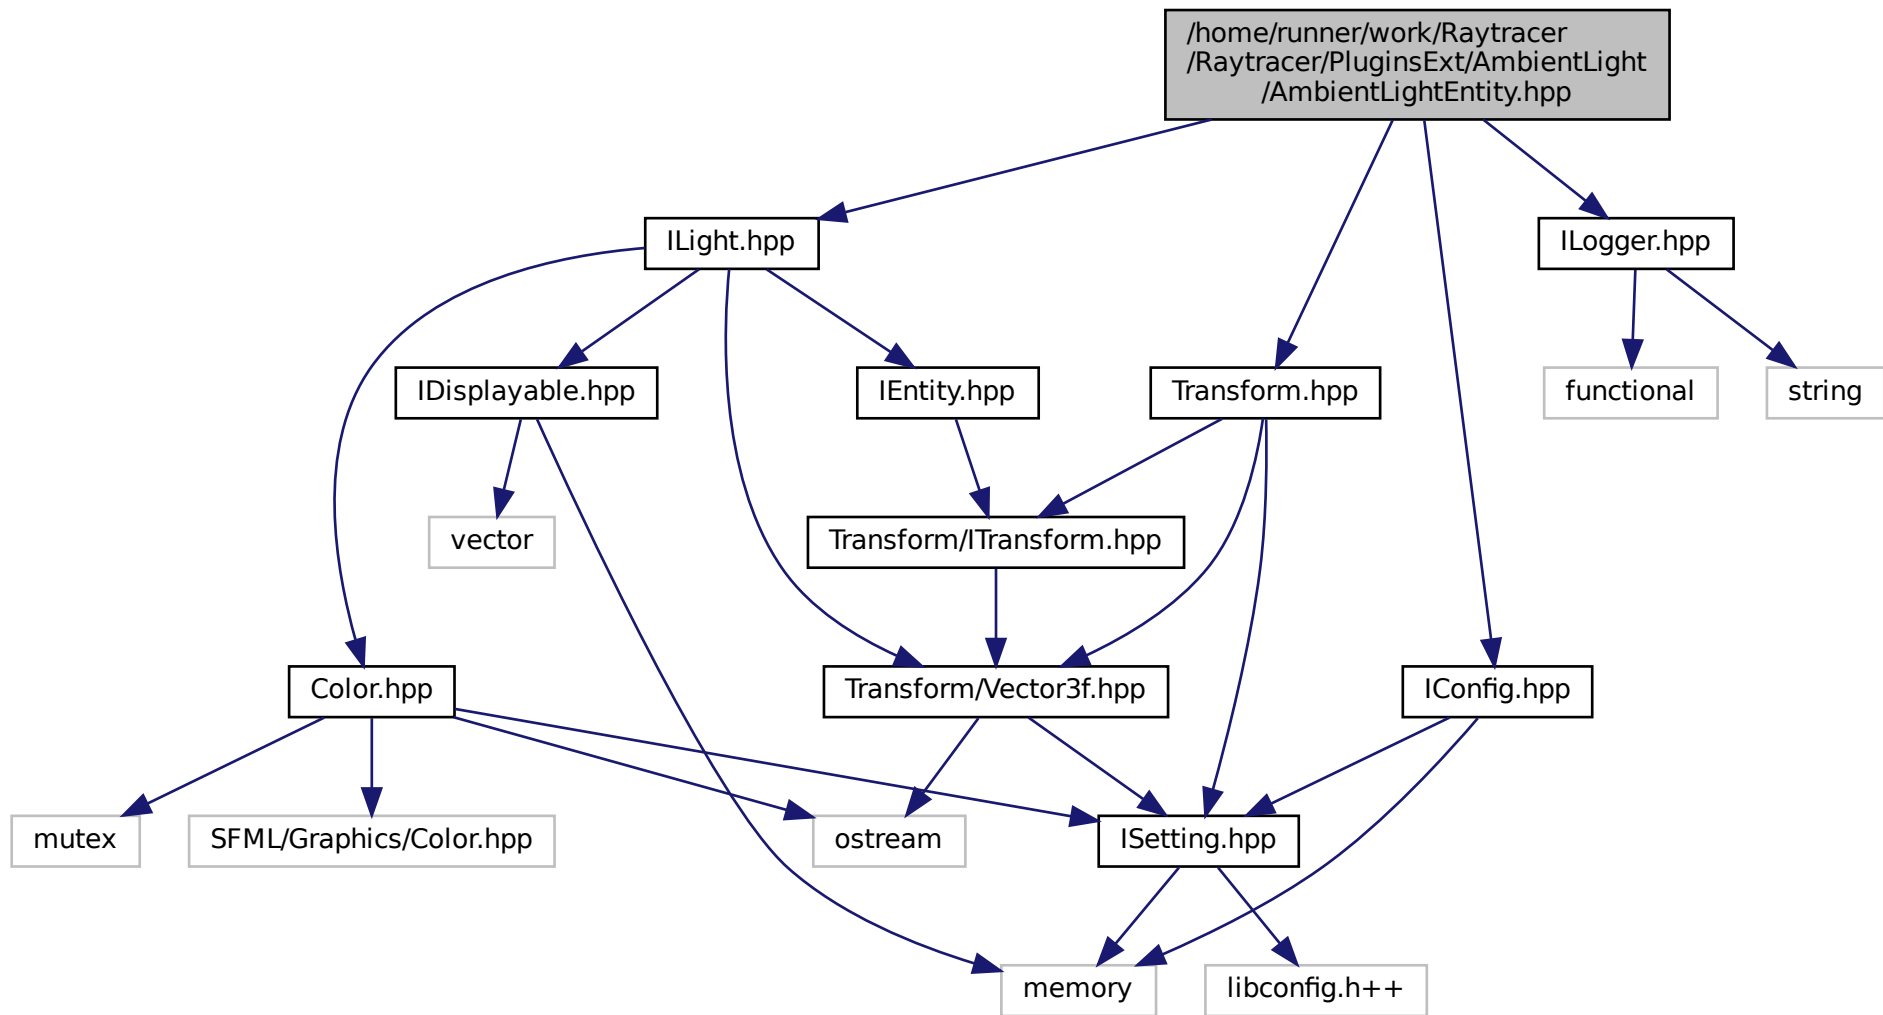 /home/runner/work/Raytracer
/Raytracer/PluginsExt/AmbientLight
/AmbientLightEntity.hpp
ILight.hpp
ILogger.hpp
IDisplayable.hpp
IEntity.hpp
Transform.hpp
functional
string
vector
Transform/ITransform.hpp
Color.hpp
Transform/Vector3f.hpp
IConfig.hpp
mutex
SFML/Graphics/Color.hpp
ostream
ISetting.hpp
memory
libconfig.h++